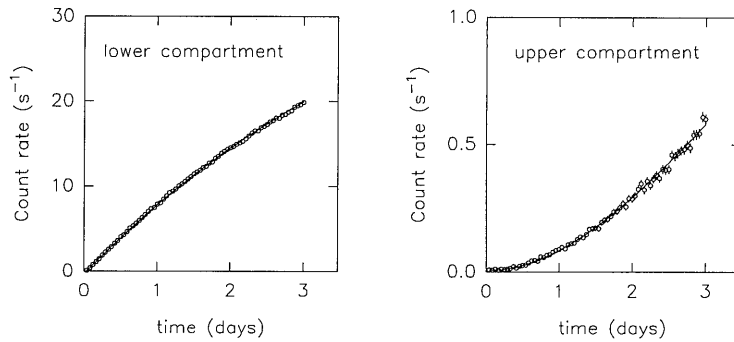 30
lower compartment
20
10
0
Count rate (s⁻¹)
0 1 2 3
time (days)
1.0
upper compartment
0.5
0.0
Count rate (s⁻¹)
0 1 2 3
time (days)